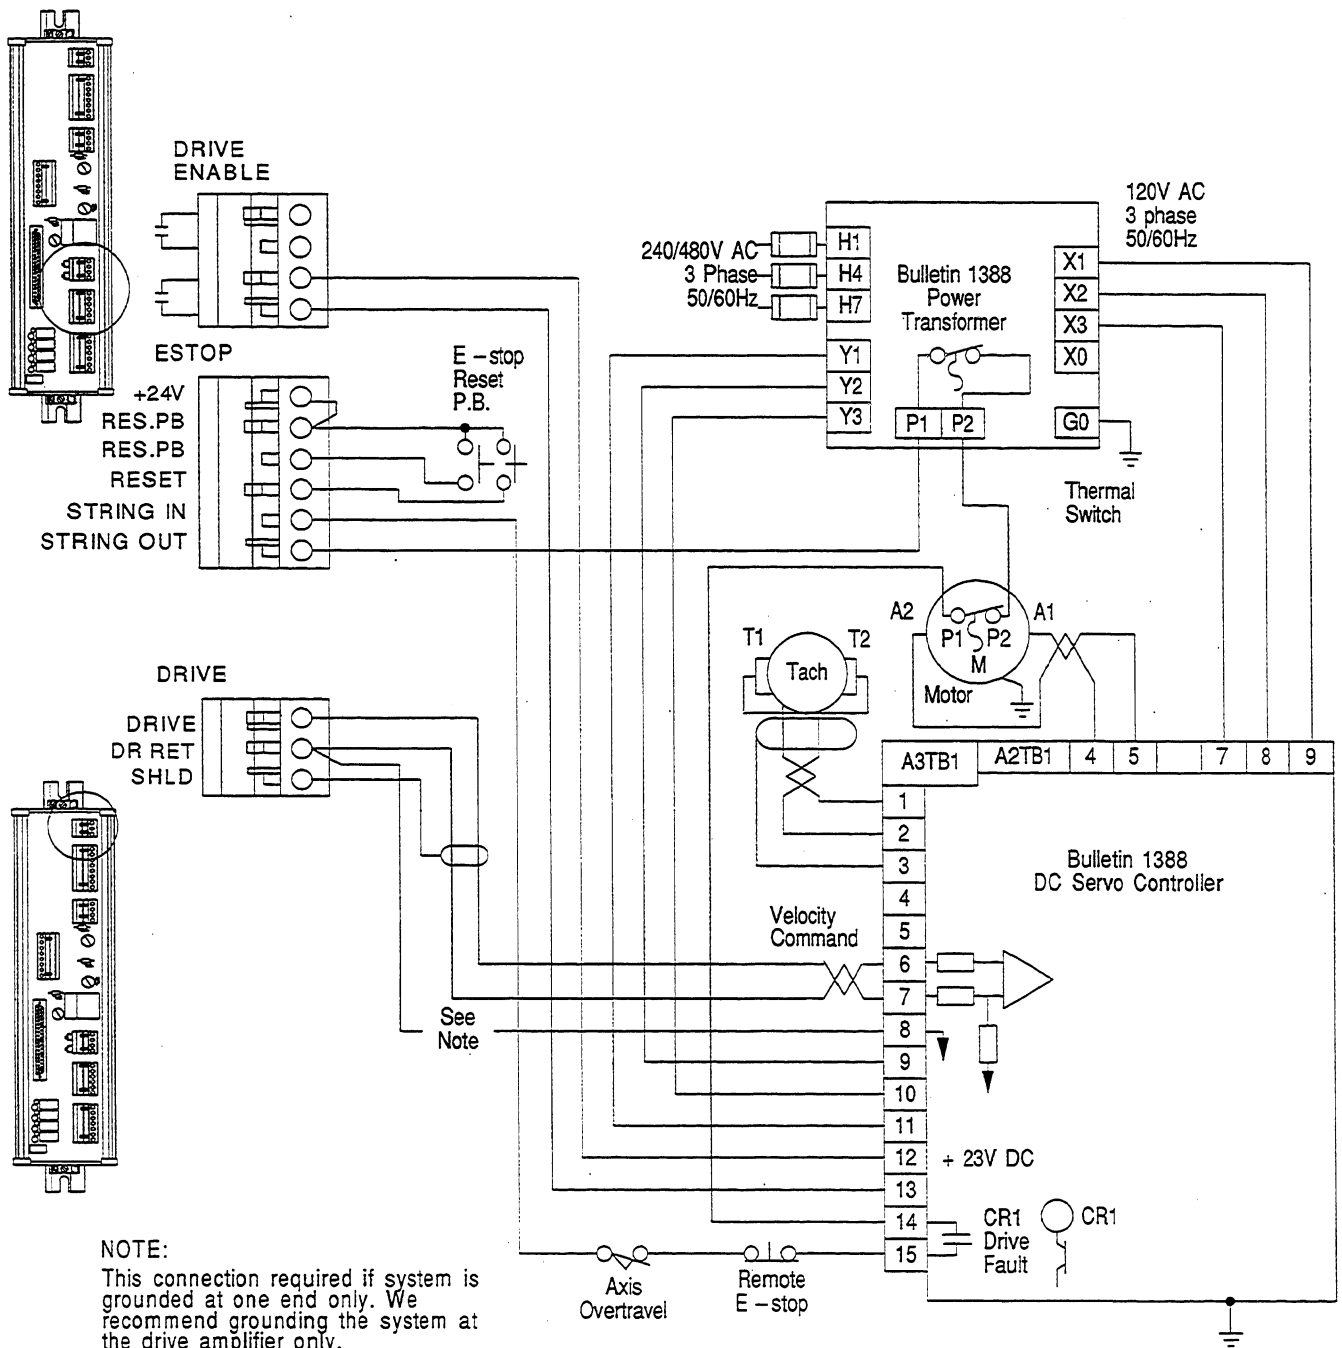 DRIVE
ENABLE
ESTOP
+24V
RES.PB
RES.PB
RESET
STRING IN
STRING OUT
E-stop
Reset
P.B.
240/480V AC
3 Phase
50/60Hz
H1
H4
H7
Y1
Y2
Y3
Bulletin 1388
Power
Transformer
P1
P2
X1
X2
X3
X0
G0
120V AC
3 phase
50/60Hz
Thermal
Switch
A2
A1
P1
P2
M
Motor
T1
T2
Tach
DRIVE
DRIVE
DR RET
SHLD
A3TB1
A2TB1
4
5
7
8
9
1
2
3
4
5
6
7
8
9
10
11
12
13
14
15
Bulletin 1388
DC Servo Controller
Velocity
Command
See
Note
+ 23V DC
CR1
Drive
Fault
CR1
Axis
Overtravel
Remote
E-stop
NOTE:
This connection required if system is
grounded at one end only. We
recommend grounding the system at
the drive amplifier only.